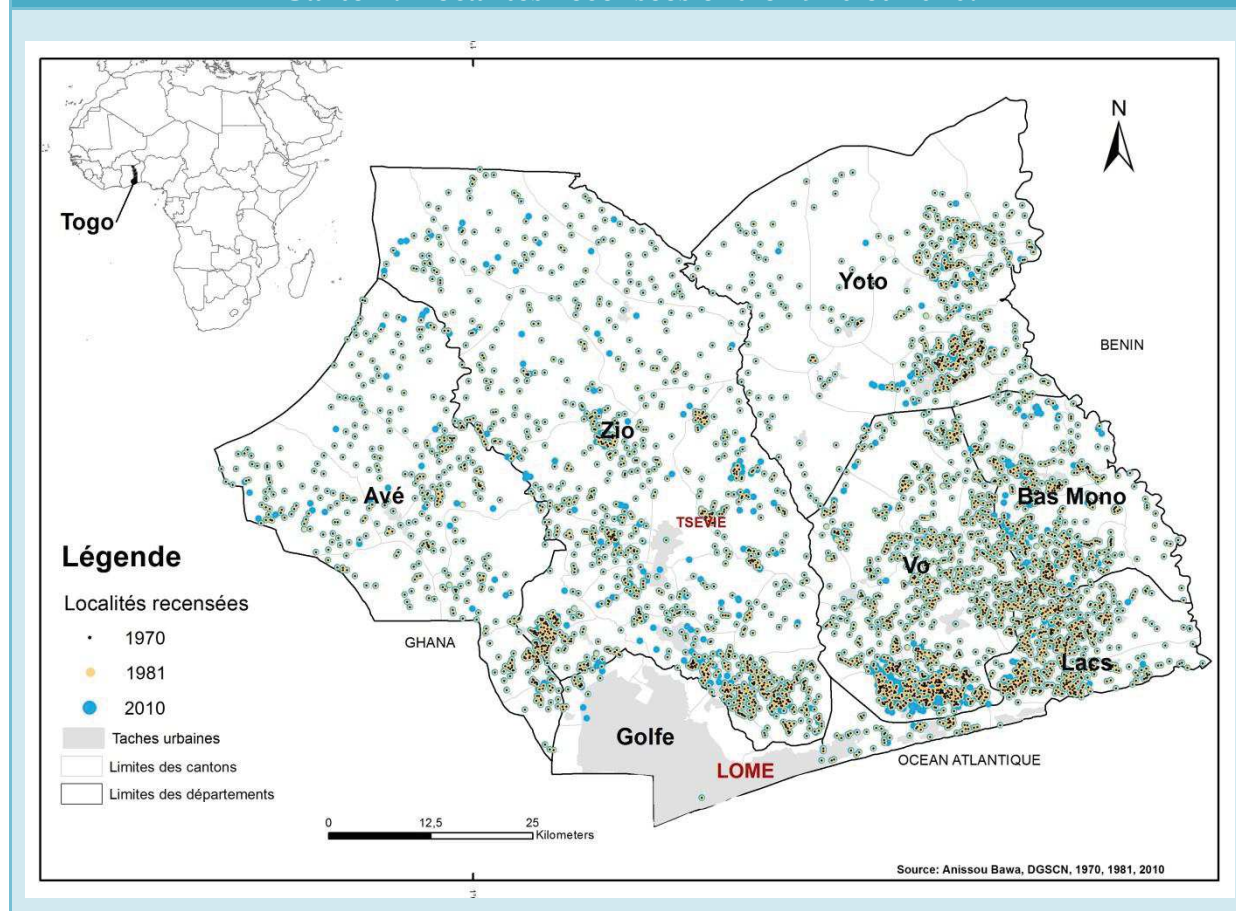 N
Togo
Yoto
BENIN
Zio
Avé
Bas Mono
TSEVIE
Légende
Vo
Localités recensées
1970
GHANA
Lacs
1981
2010
Golfe
Taches urbaines
OCEAN ATLANTIQUE
LOME
Limites des cantons
Limites des départements
0 12,5 25
Kilometers
Source: Anissou Bawa, DGSCN, 1970, 1981, 2010